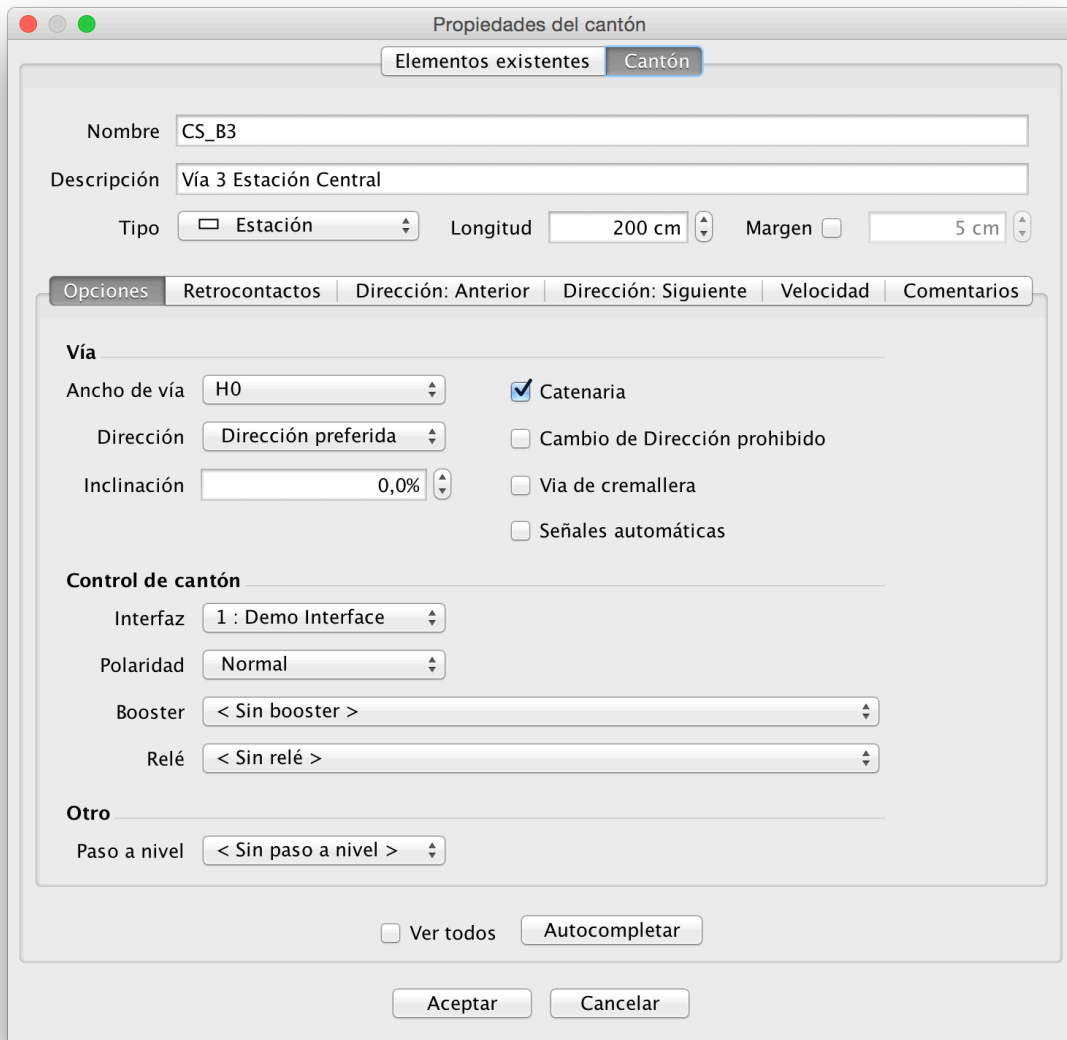 Propiedades del cantón
Elementos existentes Cantón
Nombre CS_B3
Descripción Vía 3 Estación Central
Tipo Estación Longitud 200 cm Margen 5 cm
Opciones Retrocontactos Dirección: Anterior Dirección: Siguiente Velocidad Comentarios
Vía
Ancho de vía H0 Catenaria
Dirección Dirección preferida Cambio de Dirección prohibido
Inclinación 0,0% Via de cremallera
Señales automáticas
Control de cantón
Interfaz 1 : Demo Interface
Polaridad Normal
Booster < Sin booster >
Relé < Sin relé >
Otro
Paso a nivel < Sin paso a nivel >
Ver todos Autocompletar
Aceptar Cancelar